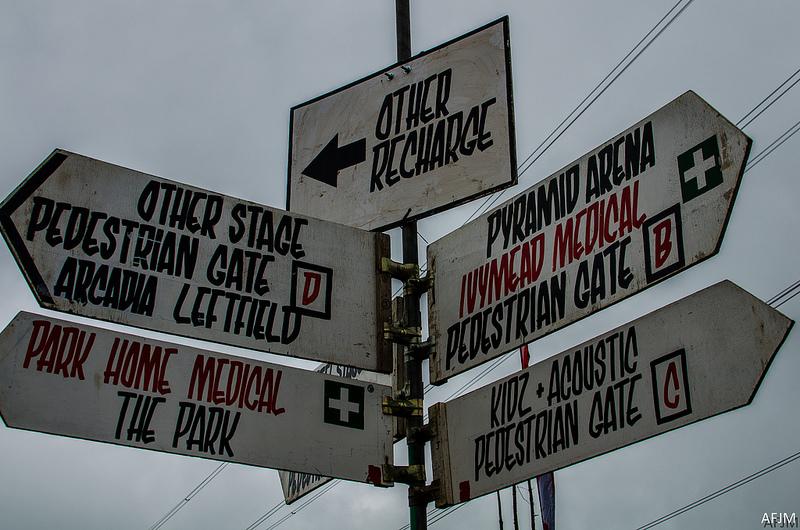 OTHER
RECHARGE
OTHER STAGE
PEDESTRIAN GATE D
ARCADIA LEFTFIELD
PYRAMID ARENA
IVYMEAD MEDICAL
PEDESTRIAN GATE B
PARK HOME MEDICAL
THE PARK
KIDZ + ACOUSTIC
PEDESTRIAN GATE C
AFJM